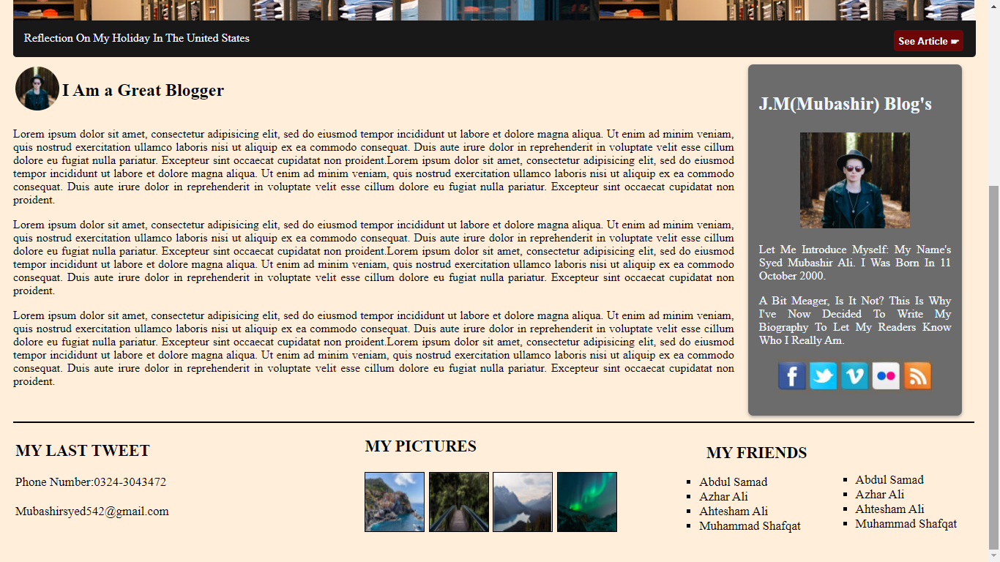 Reflection On My Holiday In The United States
See Article ☛
I Am a Great Blogger
Lorem ipsum dolor sit amet, consectetur adipisicing elit, sed do eiusmod tempor incididunt ut labore et dolore magna aliqua. Ut enim ad minim veniam,
quis nostrud exercitation ullamco laboris nisi ut aliquip ex ea commodo consequat. Duis aute irure dolor in reprehenderit in voluptate velit esse cillum
dolore eu fugiat nulla pariatur. Excepteur sint occaecat cupidatat non proident.Lorem ipsum dolor sit amet, consectetur adipisicing elit, sed do eiusmod
tempor incididunt ut labore et dolore magna aliqua. Ut enim ad minim veniam, quis nostrud exercitation ullamco laboris nisi ut aliquip ex ea commodo
consequat. Duis aute irure dolor in reprehenderit in voluptate velit esse cillum dolore eu fugiat nulla pariatur. Excepteur sint occaecat cupidatat non
proident.
Lorem ipsum dolor sit amet, consectetur adipisicing elit, sed do eiusmod tempor incididunt ut labore et dolore magna aliqua. Ut enim ad minim veniam,
quis nostrud exercitation ullamco laboris nisi ut aliquip ex ea commodo consequat. Duis aute irure dolor in reprehenderit in voluptate velit esse cillum
dolore eu fugiat nulla pariatur. Excepteur sint occaecat cupidatat non proident.Lorem ipsum dolor sit amet, consectetur adipisicing elit, sed do eiusmod
tempor incididunt ut labore et dolore magna aliqua. Ut enim ad minim veniam, quis nostrud exercitation ullamco laboris nisi ut aliquip ex ea commodo
consequat. Duis aute irure dolor in reprehenderit in voluptate velit esse cillum dolore eu fugiat nulla pariatur. Excepteur sint occaecat cupidatat non
proident.
Lorem ipsum dolor sit amet, consectetur adipisicing elit, sed do eiusmod tempor incididunt ut labore et dolore magna aliqua. Ut enim ad minim veniam,
quis nostrud exercitation ullamco laboris nisi ut aliquip ex ea commodo consequat. Duis aute irure dolor in reprehenderit in voluptate velit esse cillum
dolore eu fugiat nulla pariatur. Excepteur sint occaecat cupidatat non proident.Lorem ipsum dolor sit amet, consectetur adipisicing elit, sed do eiusmod
tempor incididunt ut labore et dolore magna aliqua. Ut enim ad minim veniam, quis nostrud exercitation ullamco laboris nisi ut aliquip ex ea commodo
consequat. Duis aute irure dolor in reprehenderit in voluptate velit esse cillum dolore eu fugiat nulla pariatur. Excepteur sint occaecat cupidatat non
proident.
J.M(Mubashir) Blog's
Let Me Introduce Myself: My Name's
Syed Mubashir Ali. I Was Born In 11
October 2000.
A Bit Meager, Is It Not? This Is Why
I've Now Decided To Write My
Biography To Let My Readers Know
Who I Really Am.
MY LAST TWEET
Phone Number:0324-3043472
Mubashirsyed542@gmail.com
MY PICTURES
MY FRIENDS
Abdul Samad
Azhar Ali
Ahtesham Ali
Muhammad Shafqat
Abdul Samad
Azhar Ali
Ahtesham Ali
Muhammad Shafqat